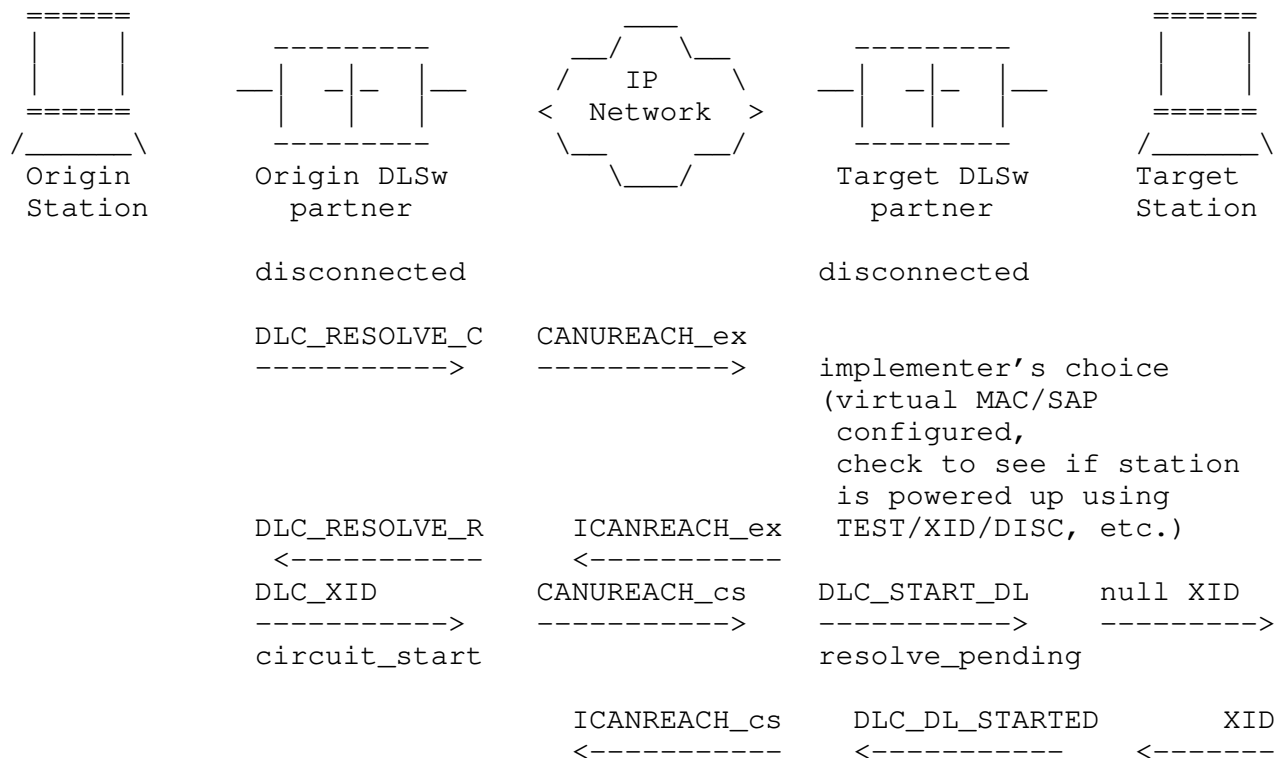 IP
Network
Origin Origin DLSw Target DLSw Target
Station partner partner Station
disconnected disconnected
DLC_RESOLVE_C CANUREACH_ex
implementer's choice
(virtual MAC/SAP
configured,
check to see if station
is powered up using
DLC_RESOLVE_R ICANREACH_ex TEST/XID/DISC, etc.)
DLC_XID CANUREACH_cs DLC_START_DL null XID
circuit_start resolve_pending
ICANREACH_cs DLC_DL_STARTED XID